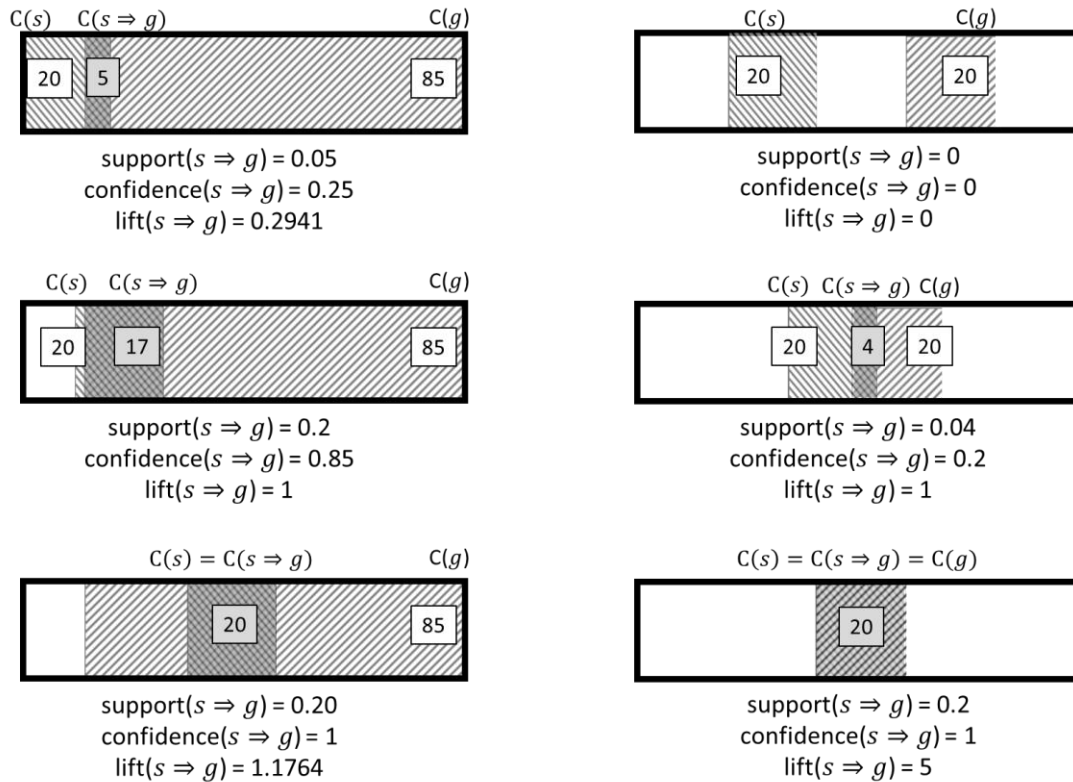 C(s) C(s ⇒ g) C(g)
20 5 85
support(s ⇒ g) = 0.05
confidence(s ⇒ g) = 0.25
lift(s ⇒ g) = 0.2941
C(s) C(g)
20 20
support(s ⇒ g) = 0
confidence(s ⇒ g) = 0
lift(s ⇒ g) = 0
C(s) C(s ⇒ g) C(g)
20 17 85
support(s ⇒ g) = 0.2
confidence(s ⇒ g) = 0.85
lift(s ⇒ g) = 1
C(s) C(s ⇒ g) C(g)
20 4 20
support(s ⇒ g) = 0.04
confidence(s ⇒ g) = 0.2
lift(s ⇒ g) = 1
C(s) = C(s ⇒ g) C(g)
20 85
support(s ⇒ g) = 0.20
confidence(s ⇒ g) = 1
lift(s ⇒ g) = 1.1764
C(s) = C(s ⇒ g) = C(g)
20
support(s ⇒ g) = 0.2
confidence(s ⇒ g) = 1
lift(s ⇒ g) = 5